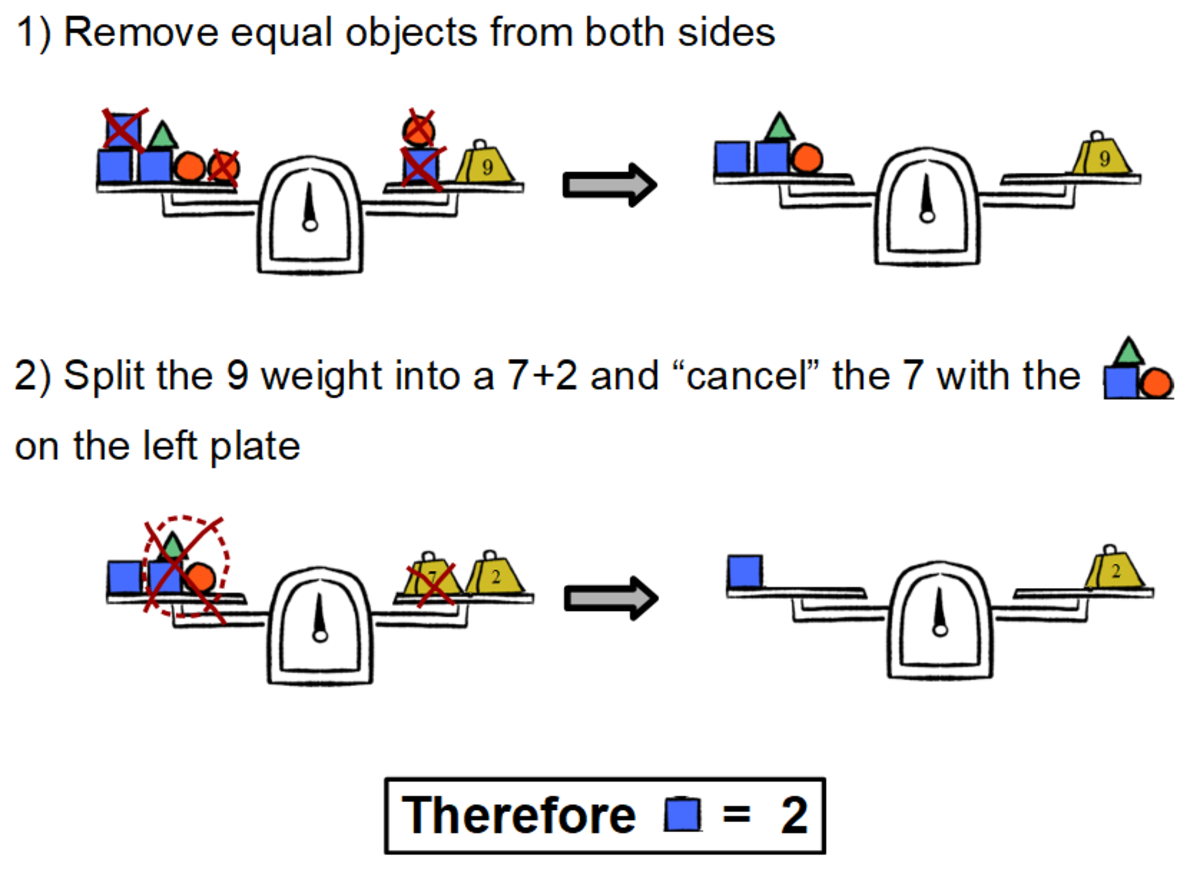 1) Remove equal objects from both sides
9
9
2) Split the 9 weight into a 7+2 and “cancel” the 7 with the
on the left plate
7 2
2
Therefore = 2